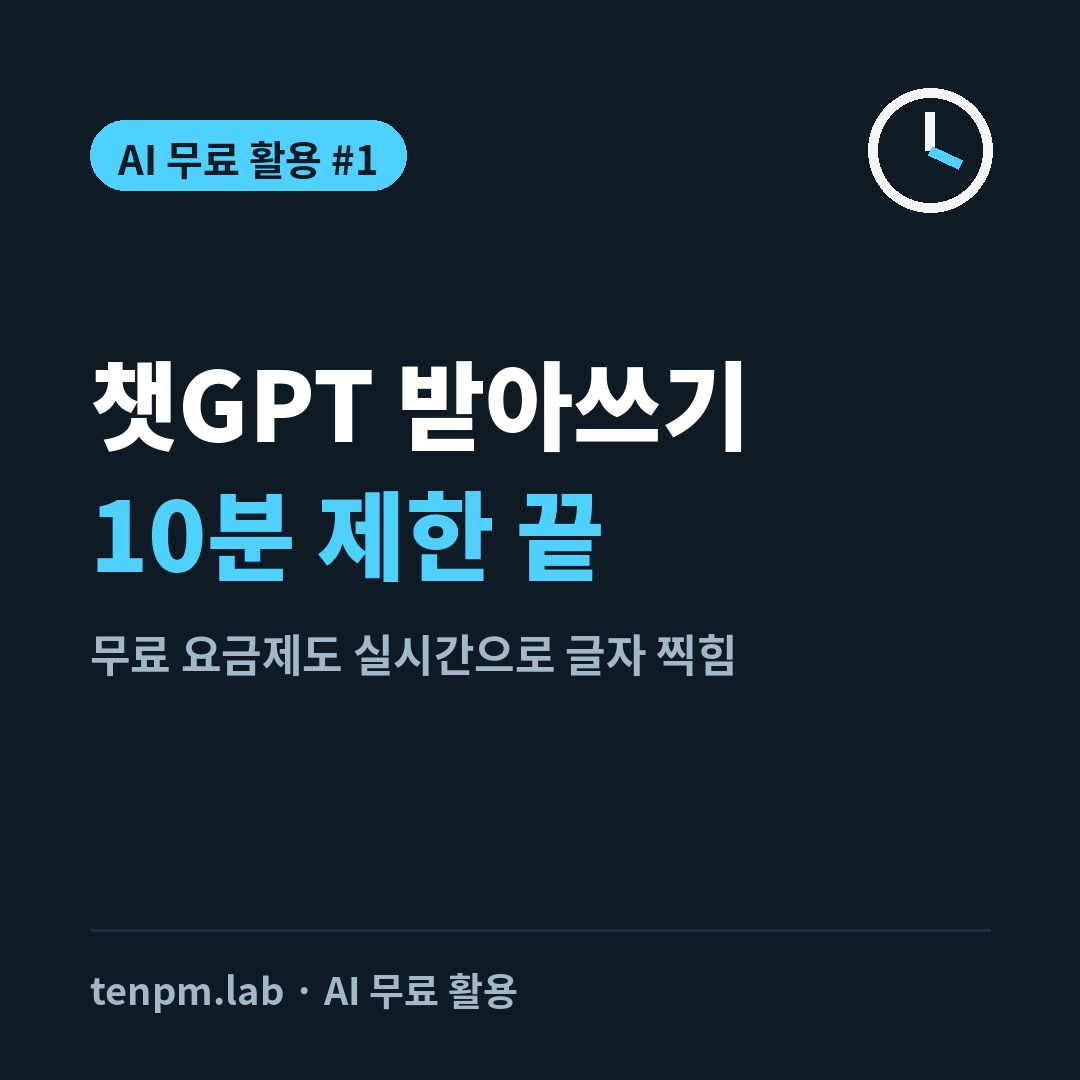 AI 무료 활용 #1
챗GPT 받아쓰기
10분 제한 끝
무료 요금제도 실시간으로 글자 찍힘
tenpm.lab · AI 무료 활용